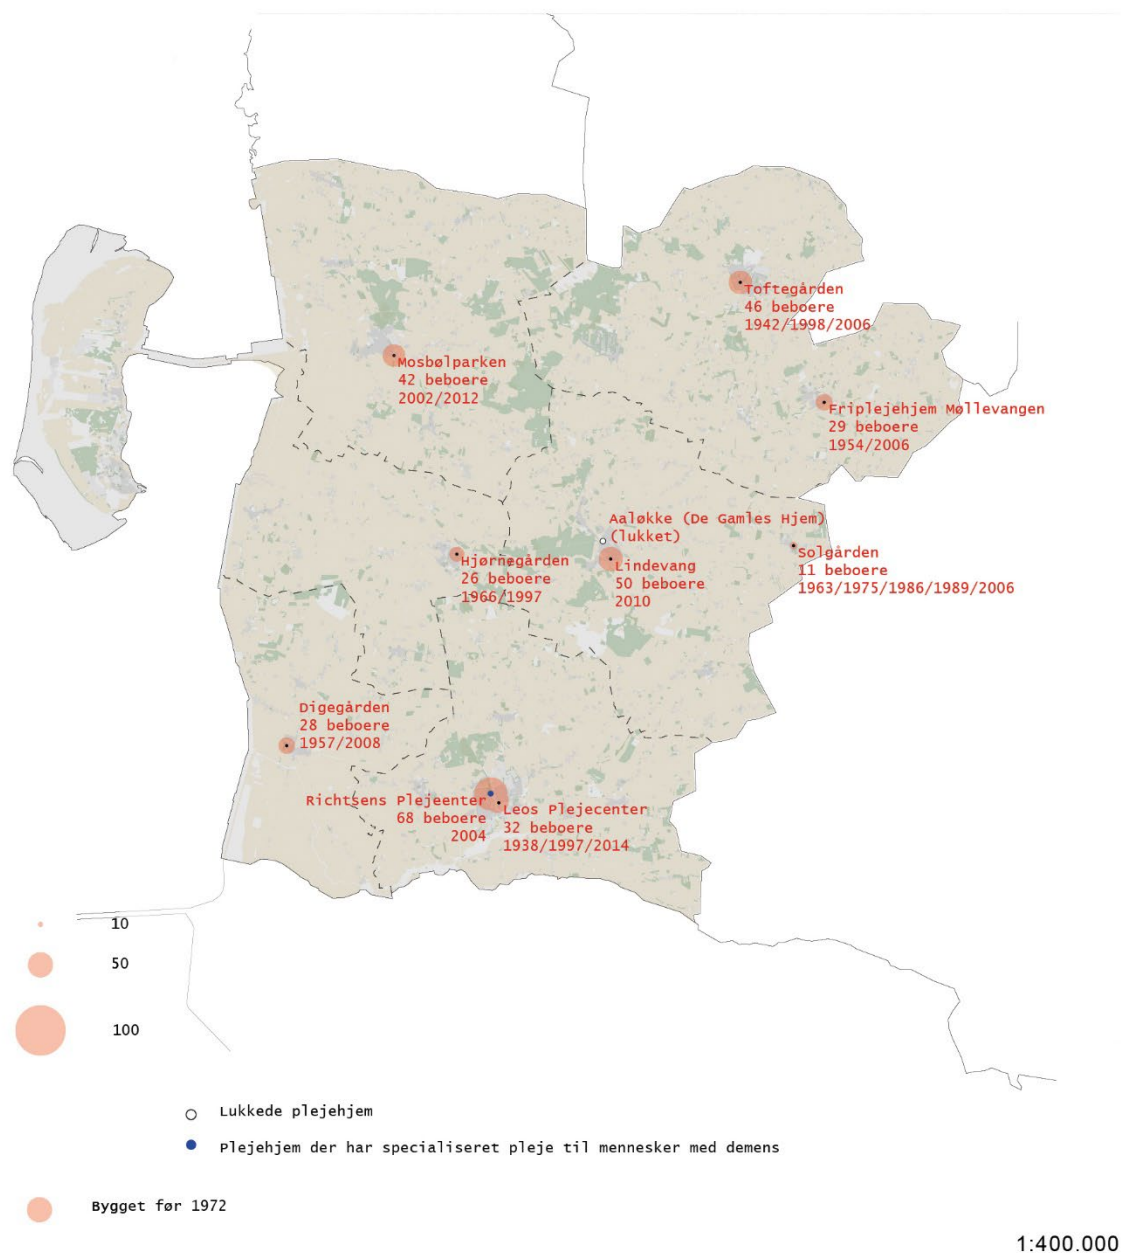 Toftegården
46 beboere
1942/1998/2006
Mosbølparken
42 beboere
2002/2012
Friplejehjem Møllevangen
29 beboere
1954/2006
Aaløkke (De Gamles Hjem)
(lukket)
Lindevang
50 beboere
2010
Solgården
11 beboere
1963/1975/1986/1989/2006
Hjørnegården
26 beboere
1966/1997
Digegården
28 beboere
1957/2008
Richtsens Plejeenter
68 beboere
2004
Leos Plejecenter
32 beboere
1938/1997/2014
10
50
100
Lukkede plejehjem
Plejehjem der har specialiseret pleje til mennesker med demens
Bygget før 1972
1:400.000